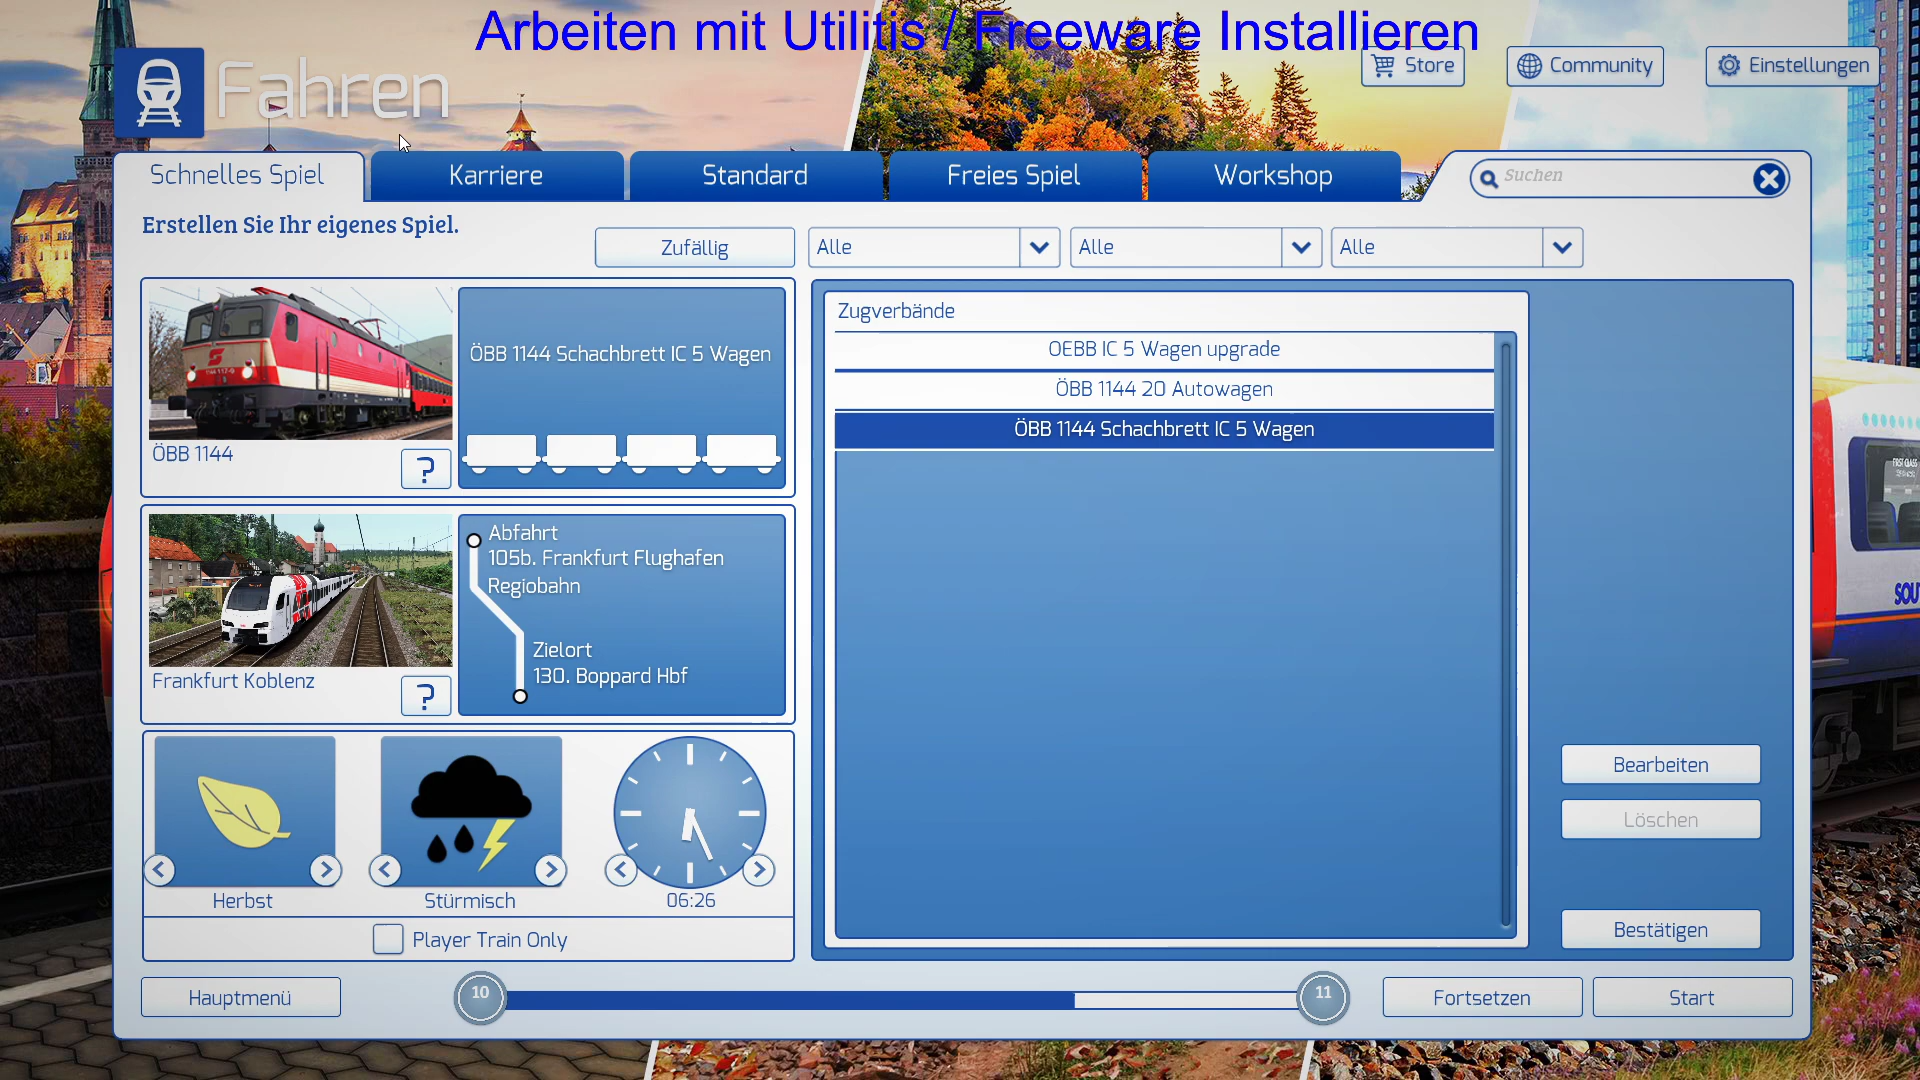 Arbeiten mit Utilitis / Freeware Installieren
Fahren
Store
Community
Einstellungen
Schnelles Spiel
Karriere
Standard
Freies Spiel
Workshop
Suchen
Erstellen Sie Ihr eigenes Spiel.
Zufällig
Alle
Alle
Alle
ÖBB 1144 Schachbrett IC 5 Wagen
ÖBB 1144
?
Zugverbände
OEBB IC 5 Wagen upgrade
ÖBB 1144 20 Autowagen
ÖBB 1144 Schachbrett IC 5 Wagen
Abfahrt
105b. Frankfurt Flughafen
Regiobahn
Zielort
130. Boppard Hbf
Frankfurt Koblenz
?
Herbst
Stürmisch
06:26
Player Train Only
Bearbeiten
Löschen
Bestätigen
Hauptmenü
10
11
Fortsetzen
Start
FIRST CLASS
SOU